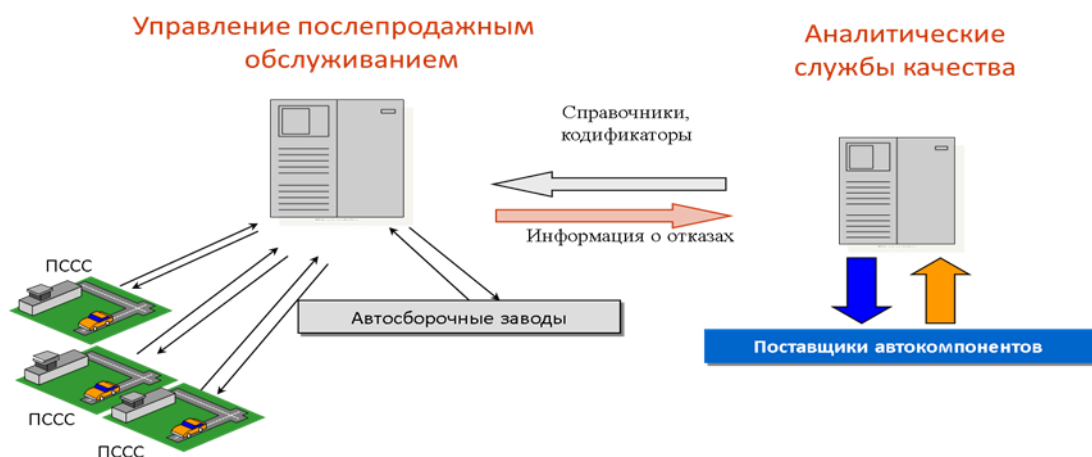 Управление послепродажным
обслуживанием
Аналитические
службы качества
Справочники,
кодификаторы
Информация о отказах
ПССС
Автосборочные заводы
Поставщики автокомпонентов
ПССС
ПССС